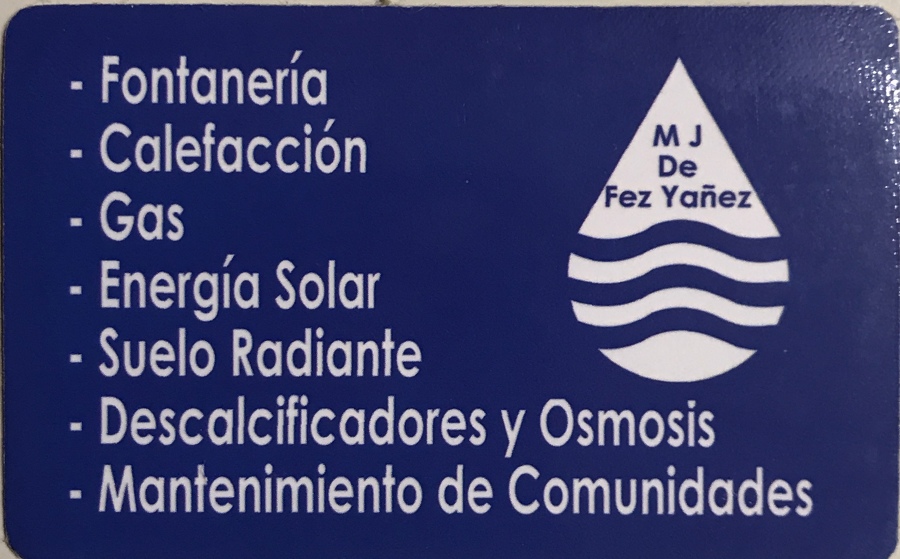 - Fontanería
- Calefacción
- Gas
- Energía Solar
- Suelo Radiante
- Descalcificadores y Osmosis
- Mantenimiento de Comunidades
M J
De
Fez Yañez